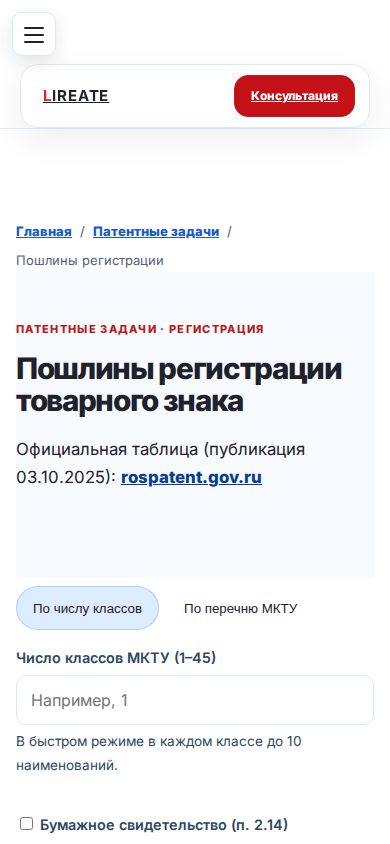 LIREATE
Консультация
Главная / Патентные задачи /
Пошлины регистрации
ПАТЕНТНЫЕ ЗАДАЧИ · РЕГИСТРАЦИЯ
Пошлины регистрации
товарного знака
Официальная таблица (публикация
03.10.2025): rospatent.gov.ru
По числу классов
По перечню МКТУ
Число классов МКТУ (1–45)
Например, 1
В быстром режиме в каждом классе до 10
наименований.
Бумажное свидетельство (п. 2.14)